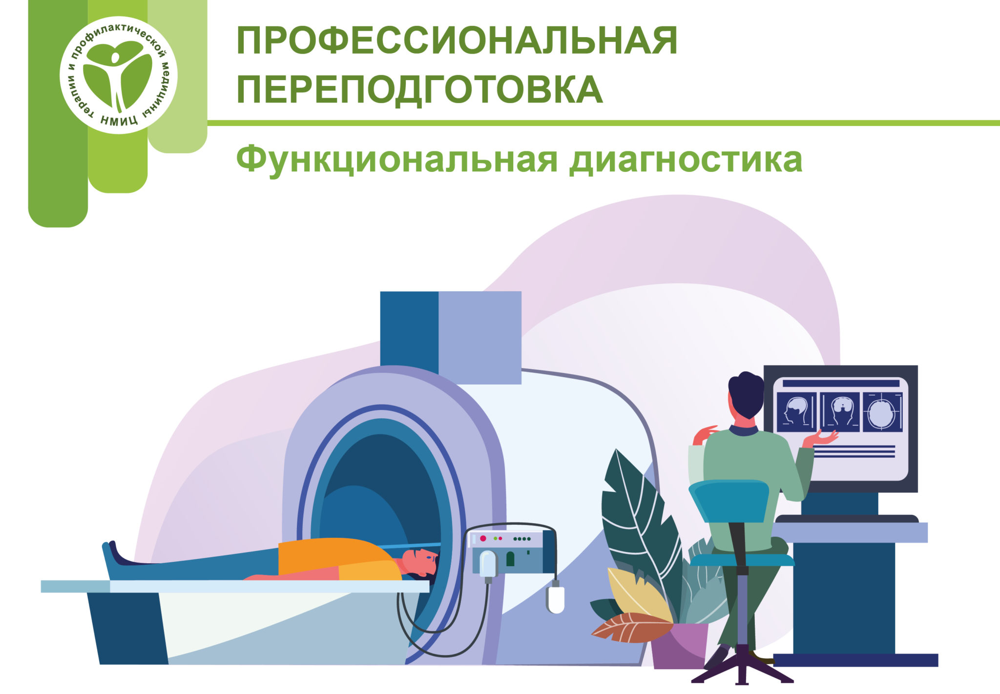 НМИЦ терапии и профилактической медицины
ПРОФЕССИОНАЛЬНАЯ
ПЕРЕПОДГОТОВКА
Функциональная диагностика